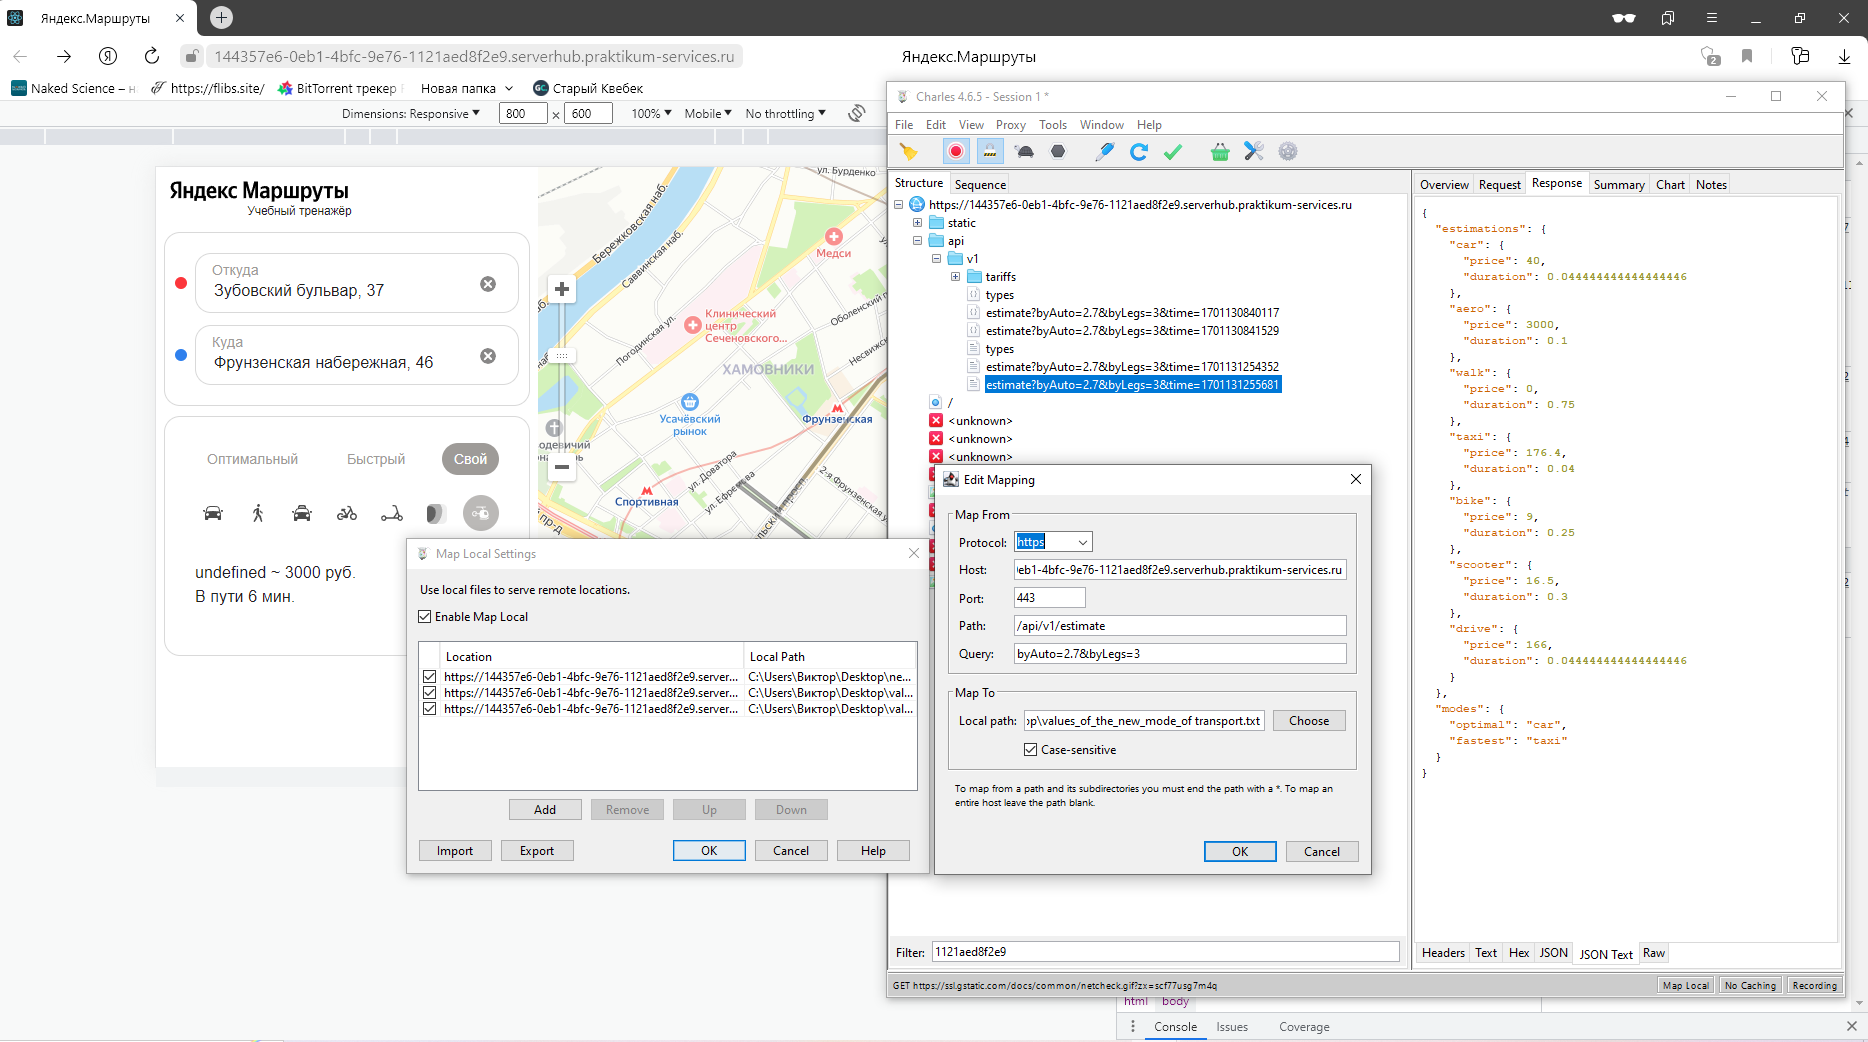 Яндекс.Маршруты
144357e6-0eb1-4bfc-9e76-1121aed8f2e9.serverhub.praktikum-services.ru
Яндекс.Маршруты
2
Naked Science –
https://flibs.site/
BitTorrent трекер
Новая папка
Старый Квебек
Dimensions: Responsive
800 × 600
100%
Mobile
No throttling
Яндекс Маршруты
Учебный тренажёр
Откуда
Зубовский бульвар, 37
Куда
Фрунзенская набережная, 46
Оптимальный
Быстрый
Свой
undefined ~ 3000 руб.
В пути 6 мин.
ул. Бурденко
Бережковская наб.
Саввинская наб.
Медси
Клинический
центр
Сеченовского...
Погодинская ул.
Оболенский п
Несвижский
ХАМОВНИКИ
Усачёвский
рынок
Фрунзенская
одевичий
Спортивная
ул. Доватора
ул. Ефремова
2-я Фрунзенская у
Charles 4.6.5 - Session 1 *
File Edit View Proxy Tools Window Help
Structure
Sequence
https://144357e6-0eb1-4bfc-9e76-1121aed8f2e9.serverhub.praktikum-services.ru
static
api
v1
tariffs
types
estimate?byAuto=2.7&byLegs=3&time=1701130840117
estimate?byAuto=2.7&byLegs=3&time=1701130841529
types
estimate?byAuto=2.7&byLegs=3&time=1701131254352
estimate?byAuto=2.7&byLegs=3&time=1701131255681
/
<unknown>
<unknown>
<unknown>
Filter: 1121aed8f2e9
Overview Request Response Summary Chart Notes
{
"estimations": {
"car": {
"price": 40,
"duration": 0.044444444444444446
},
"aero": {
"price": 3000,
"duration": 0.1
},
"walk": {
"price": 0,
"duration": 0.75
},
"taxi": {
"price": 176.4,
"duration": 0.04
},
"bike": {
"price": 9,
"duration": 0.25
},
"scooter": {
"price": 16.5,
"duration": 0.3
},
"drive": {
"price": 166,
"duration": 0.044444444444444446
}
},
"modes": {
"optimal": "car",
"fastest": "taxi"
}
}
Headers Text Hex JSON JSON Text Raw
GET https://ssl.gstatic.com/docs/common/netcheck.gif?zx=scf77usg7m4q
Map Local
No Caching
Recording
Map Local Settings
Use local files to serve remote locations.
Enable Map Local
Location Local Path
https://144357e6-0eb1-4bfc-9e76-1121aed8f2e9.server... C:\Users\Виктор\Desktop\ne...
https://144357e6-0eb1-4bfc-9e76-1121aed8f2e9.server... C:\Users\Виктор\Desktop\val...
https://144357e6-0eb1-4bfc-9e76-1121aed8f2e9.server... C:\Users\Виктор\Desktop\val...
Add Remove Up Down
Import Export OK Cancel Help
Edit Mapping
Map From
Protocol: https
Host: eb1-4bfc-9e76-1121aed8f2e9.serverhub.praktikum-services.ru
Port: 443
Path: /api/v1/estimate
Query: byAuto=2.7&byLegs=3
Map To
Local path: op\values_of_the_new_mode_of transport.txt Choose
Case-sensitive
To map from a path and its subdirectories you must end the path with a *. To map an
entire host leave the path blank.
OK Cancel
html body
Console Issues Coverage